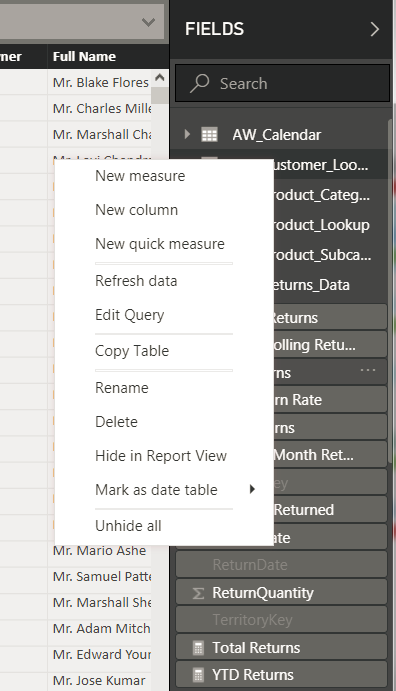 ner
Full Name
FIELDS
Search
Mr. Blake Flores
Mr. Charles Mille
Mr. Marshall Cha
AW_Calendar
ustomer_Loo...
roduct_Categ...
roduct_Lookup
roduct_Subca...
eturns_Data
Returns
olling Retu...
rns
rn Rate
rns
Month Ret...
ey
Returned
ate
New measure
New column
New quick measure
Refresh data
Edit Query
Copy Table
Rename
Delete
Hide in Report View
Mark as date table
Unhide all
Mr. Mario Ashe
Mr. Samuel Patte
Mr. Marshall She
Mr. Adam Mitch
Mr. Edward Your
Mr. Jose Kumar
ReturnDate
ReturnQuantity
TerritoryKey
Total Returns
YTD Returns